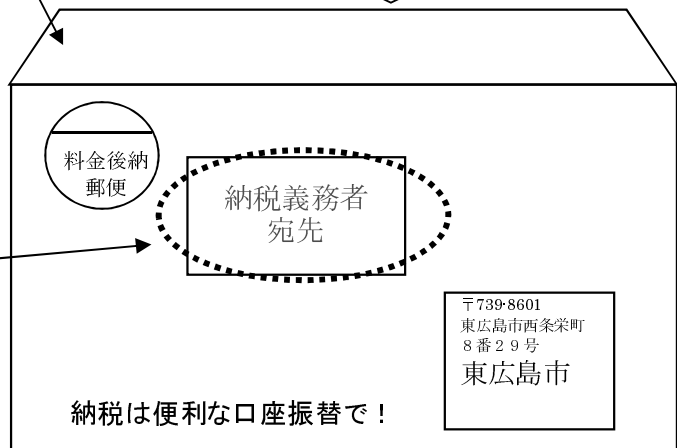 料金後納
郵便
納税義務者
宛先
〒739-8601
東広島市西条栄町
８番２９号
東広島市
納税は便利な口座振替で！